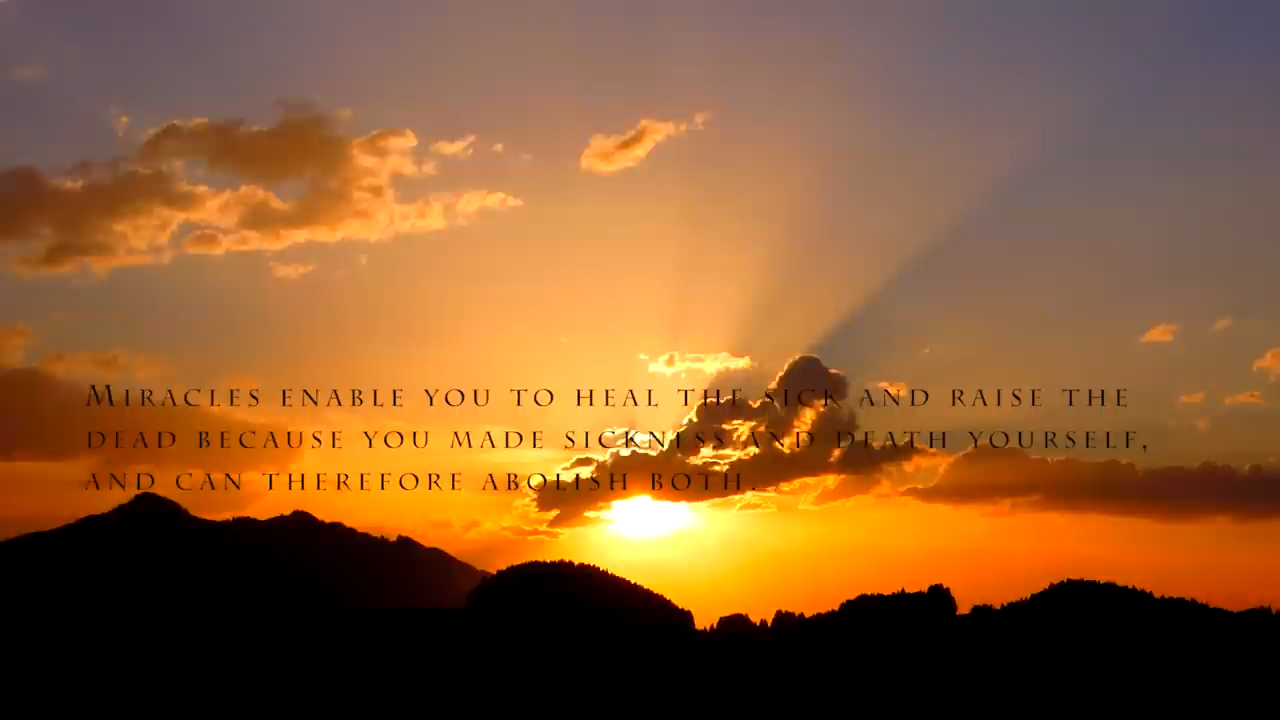 Miracles enable you to heal the sick and raise the
dead because you made sickness and death yourself,
and can therefore abolish both.